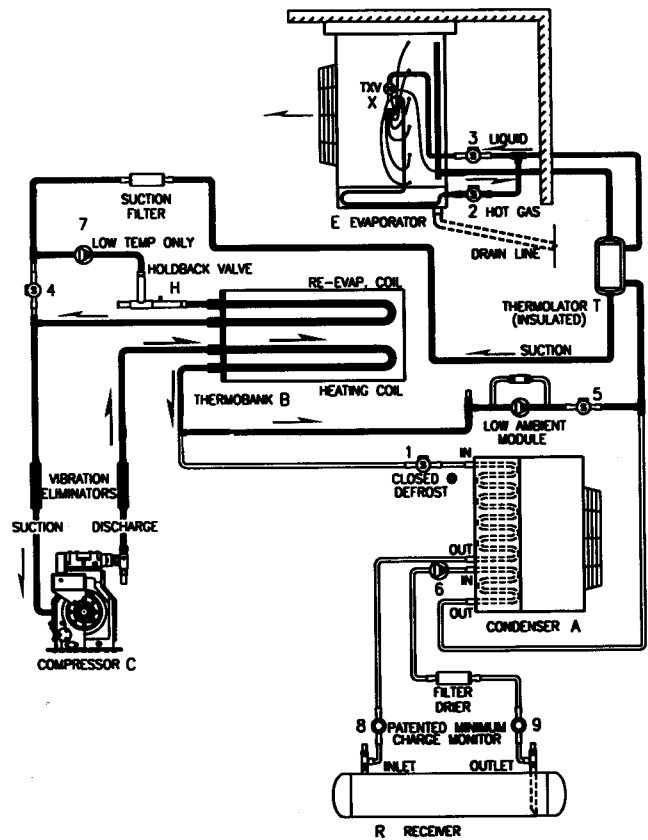 TXV
X
3 LIQUID
2 HOT GAS
E EVAPORATOR
DRAIN LINE
SUCTION
FILTER
7
LOW TEMP ONLY
HOLDBACK VALVE
H
4
RE-EVAP. COIL
THERMOLATOR T
(INSULATED)
SUCTION
HEATING COIL
THERMOBANK B
5
LOW AMBIENT
MODULE
1
IN
CLOSED
DEFROST
VIBRATION
ELIMINATORS
SUCTION
DISCHARGE
OUT
IN
6
OUT
CONDENSER A
COMPRESSOR C
FILTER
DRIER
8
PATENTED MINIMUM
CHARGE MONITOR
9
INLET
OUTLET
R RECEIVER
S
S
S
S
S